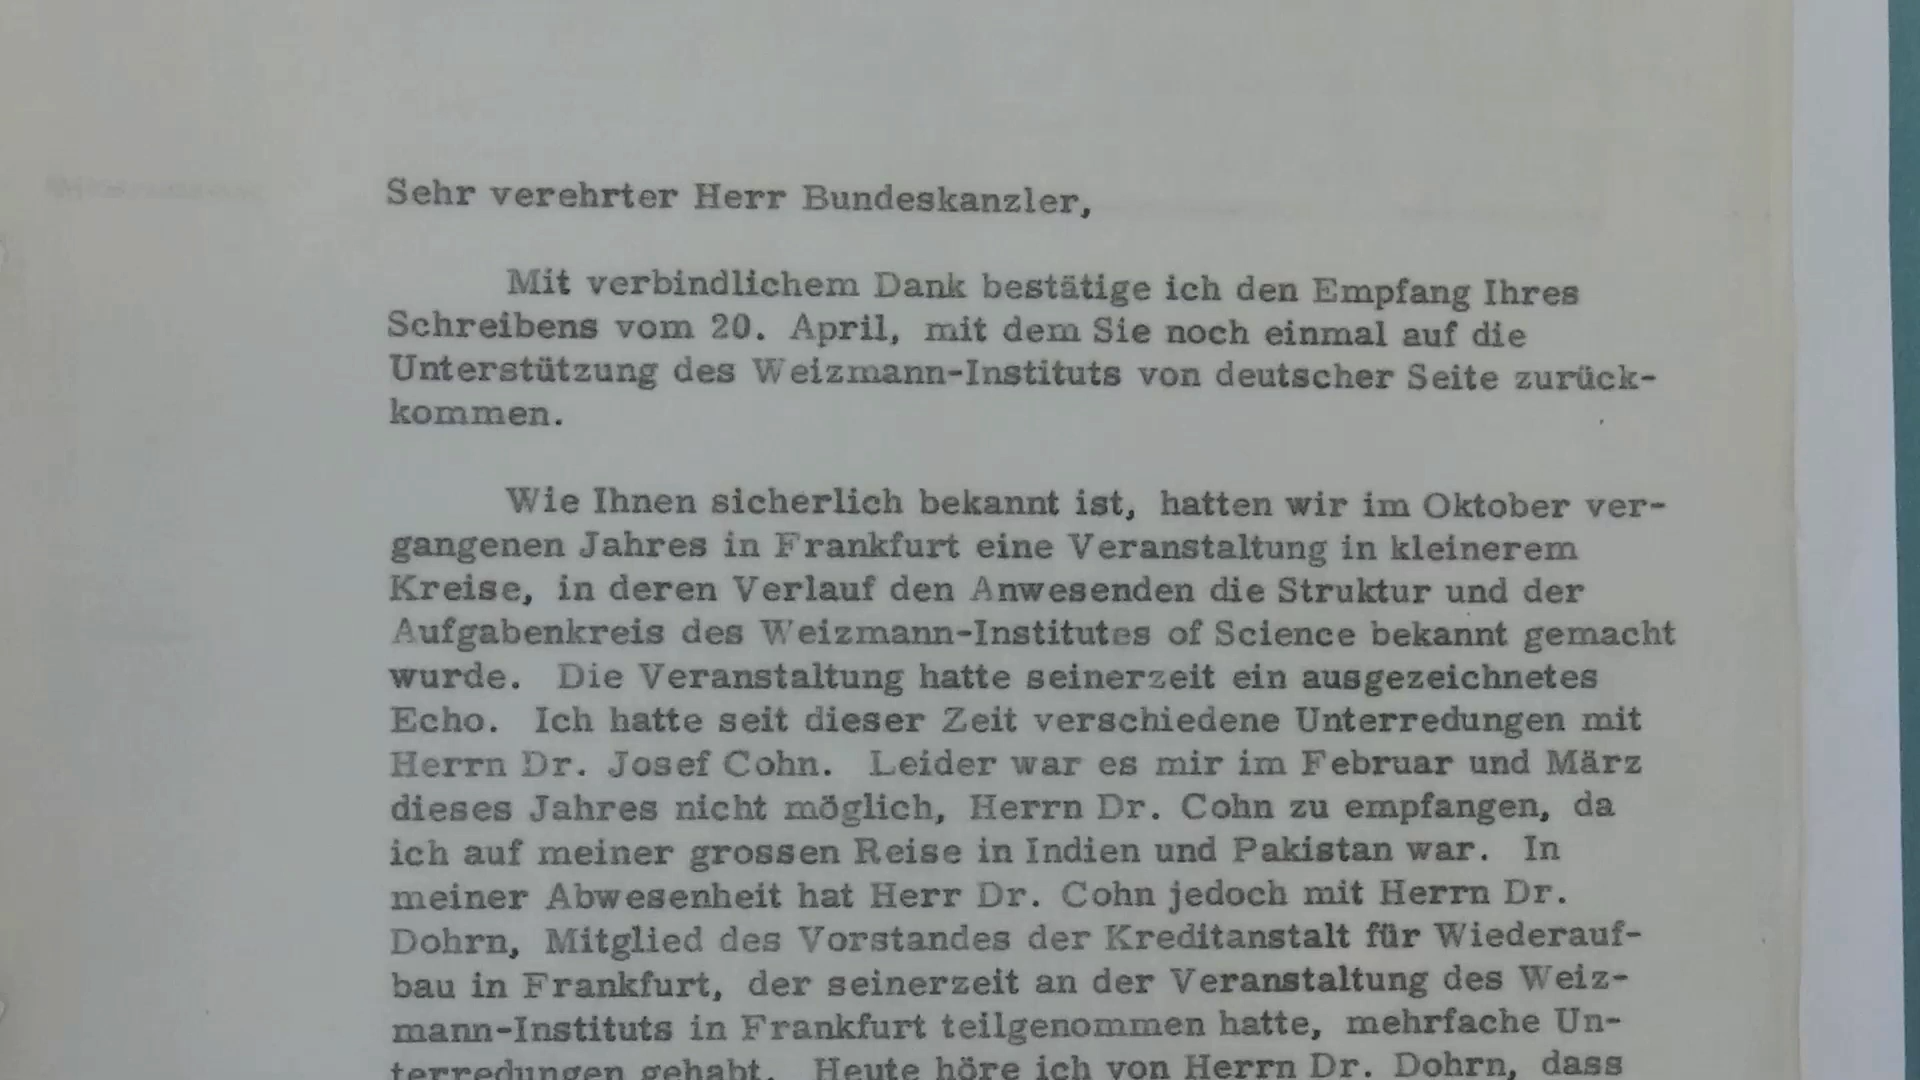 Sehr verehrter Herr Bundeskanzler,
Mit verbindlichem Dank bestätige ich den Empfang Ihres
Schreibens vom 20. April, mit dem Sie noch einmal auf die
Unterstützung des Weizmann-Instituts von deutscher Seite zurück-
kommen.
Wie Ihnen sicherlich bekannt ist, hatten wir im Oktober ver-
gangenen Jahres in Frankfurt eine Veranstaltung in kleinerem
Kreise, in deren Verlauf den Anwesenden die Struktur und der
Aufgabenkreis des Weizmann-Institutes of Science bekannt gemacht
wurde. Die Veranstaltung hatte seinerzeit ein ausgezeichnetes
Echo. Ich hatte seit dieser Zeit verschiedene Unterredungen mit
Herrn Dr. Josef Cohn. Leider war es mir im Februar und März
dieses Jahres nicht möglich, Herrn Dr. Cohn zu empfangen, da
ich auf meiner grossen Reise in Indien und Pakistan war. In
meiner Abwesenheit hat Herr Dr. Cohn jedoch mit Herrn Dr.
Dohrn, Mitglied des Vorstandes der Kreditanstalt für Wiederauf-
bau in Frankfurt, der seinerzeit an der Veranstaltung des Weiz-
mann-Instituts in Frankfurt teilgenommen hatte, mehrfache Un-
terredungen gehabt. Heute höre ich von Herrn Dr. Dohrn, dass